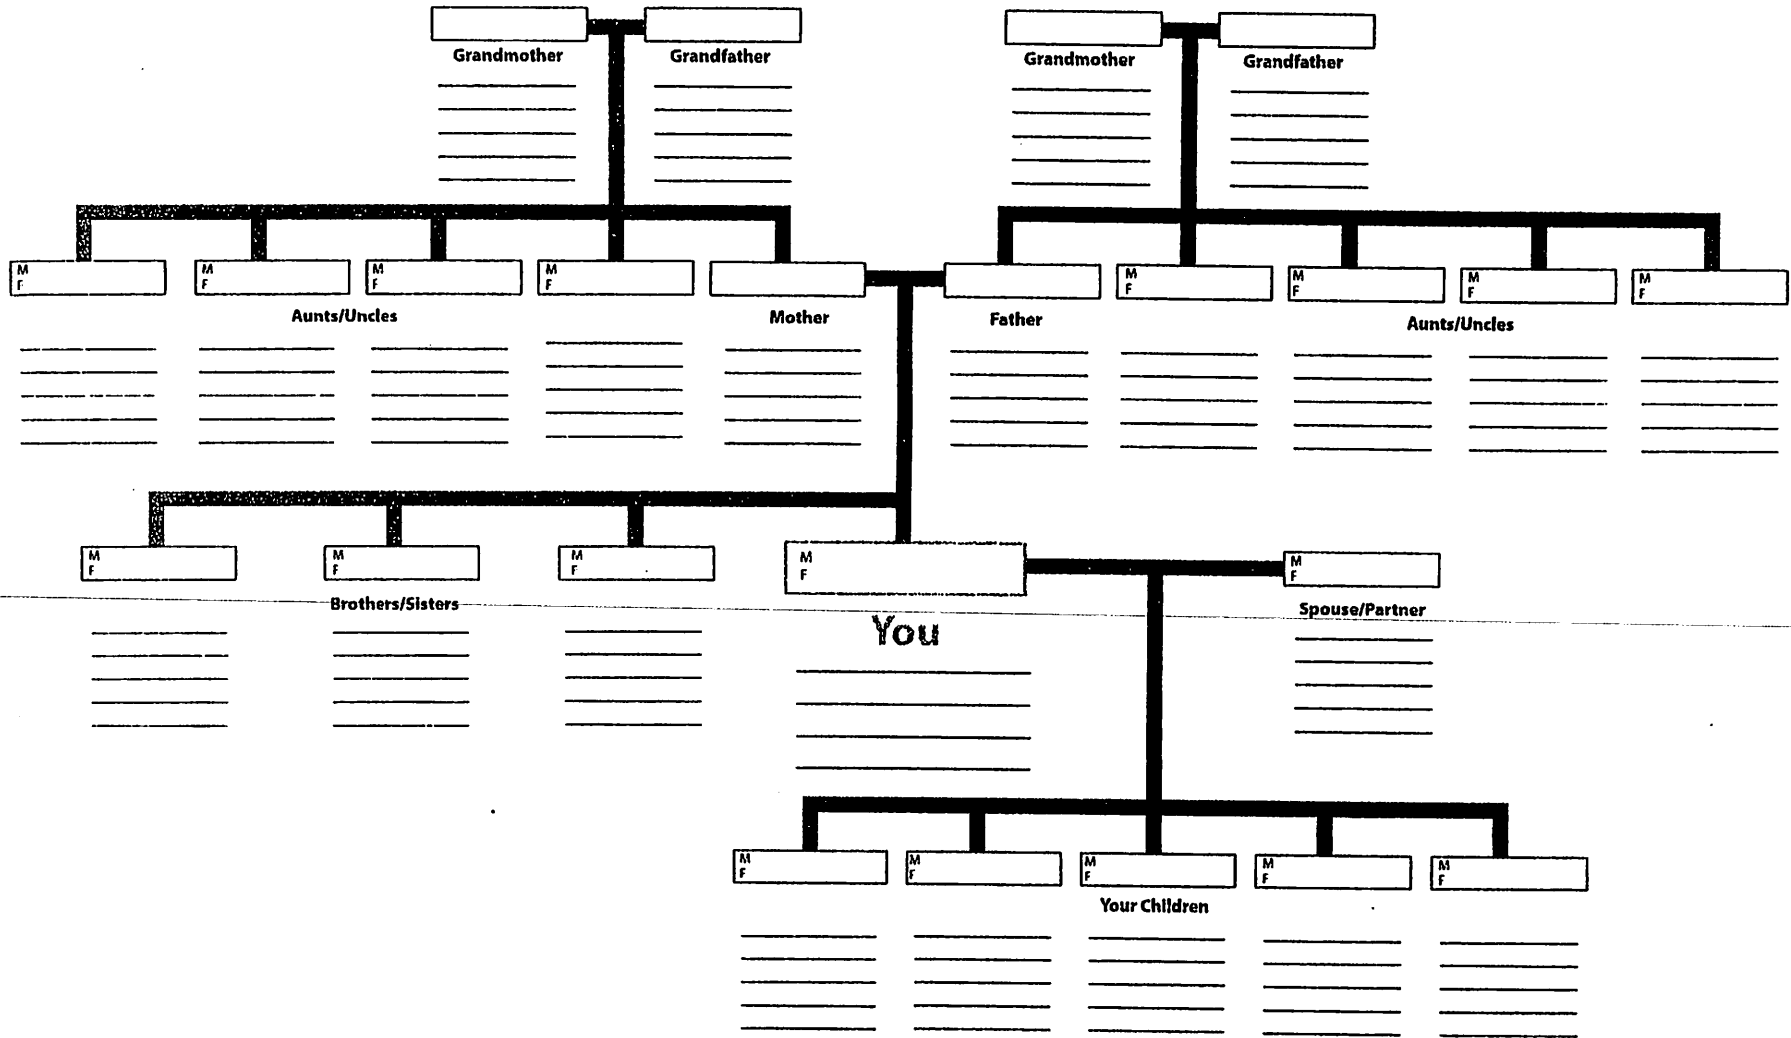 Grandmother Grandfather Grandmother Grandfather
M M M M M M M M
F F F F F F F F
Aunts/Uncles Mother Father Aunts/Uncles
M M M M M
F F F F F
Brothers/Sisters You Spouse/Partner
M M M M M
F F F F F
Your Children